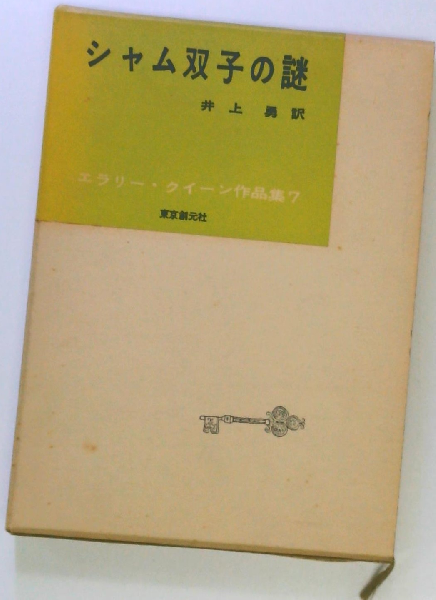 シャム双子の謎
井上勇訳
エラリー・クイーン作品集7
東京創元社